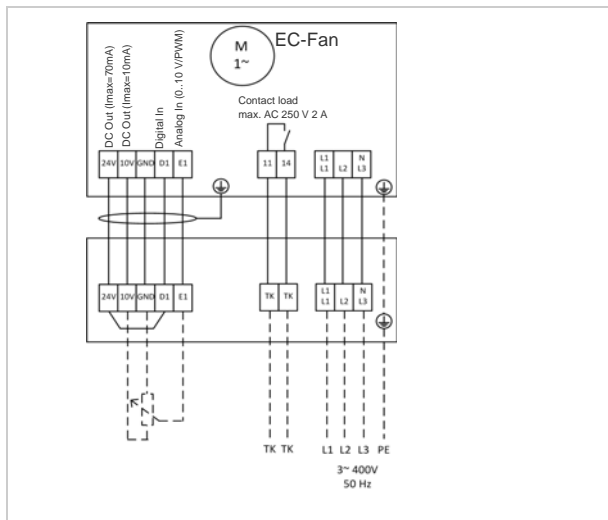 EC-Fan
M
1~
DC Out (Imax=70mA)
DC Out (Imax=10mA)
Digital In
Analog In (0..10 V/PWM)
Contact load
max. AC 250 V 2 A
24V 10V GND D1 E1
11 14
L1 N
L1 L2 L3
24V 10V GND D1 E1
TK TK
L1 N
L1 L2 L3
TK TK L1 L2 L3 PE
3~ 400V
50 Hz